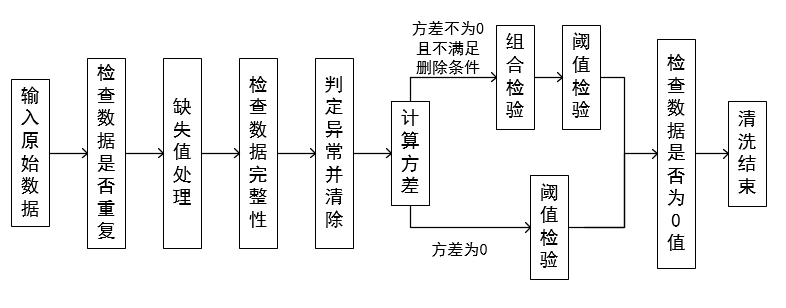 输入原始数据
检查数据是否重复
缺失值处理
检查数据完整性
判定异常并清除
计算方差
方差不为0
且不满足
删除条件
组合检验
阈值检验
方差为0
阈值检验
检查数据是否为0值
清洗结束